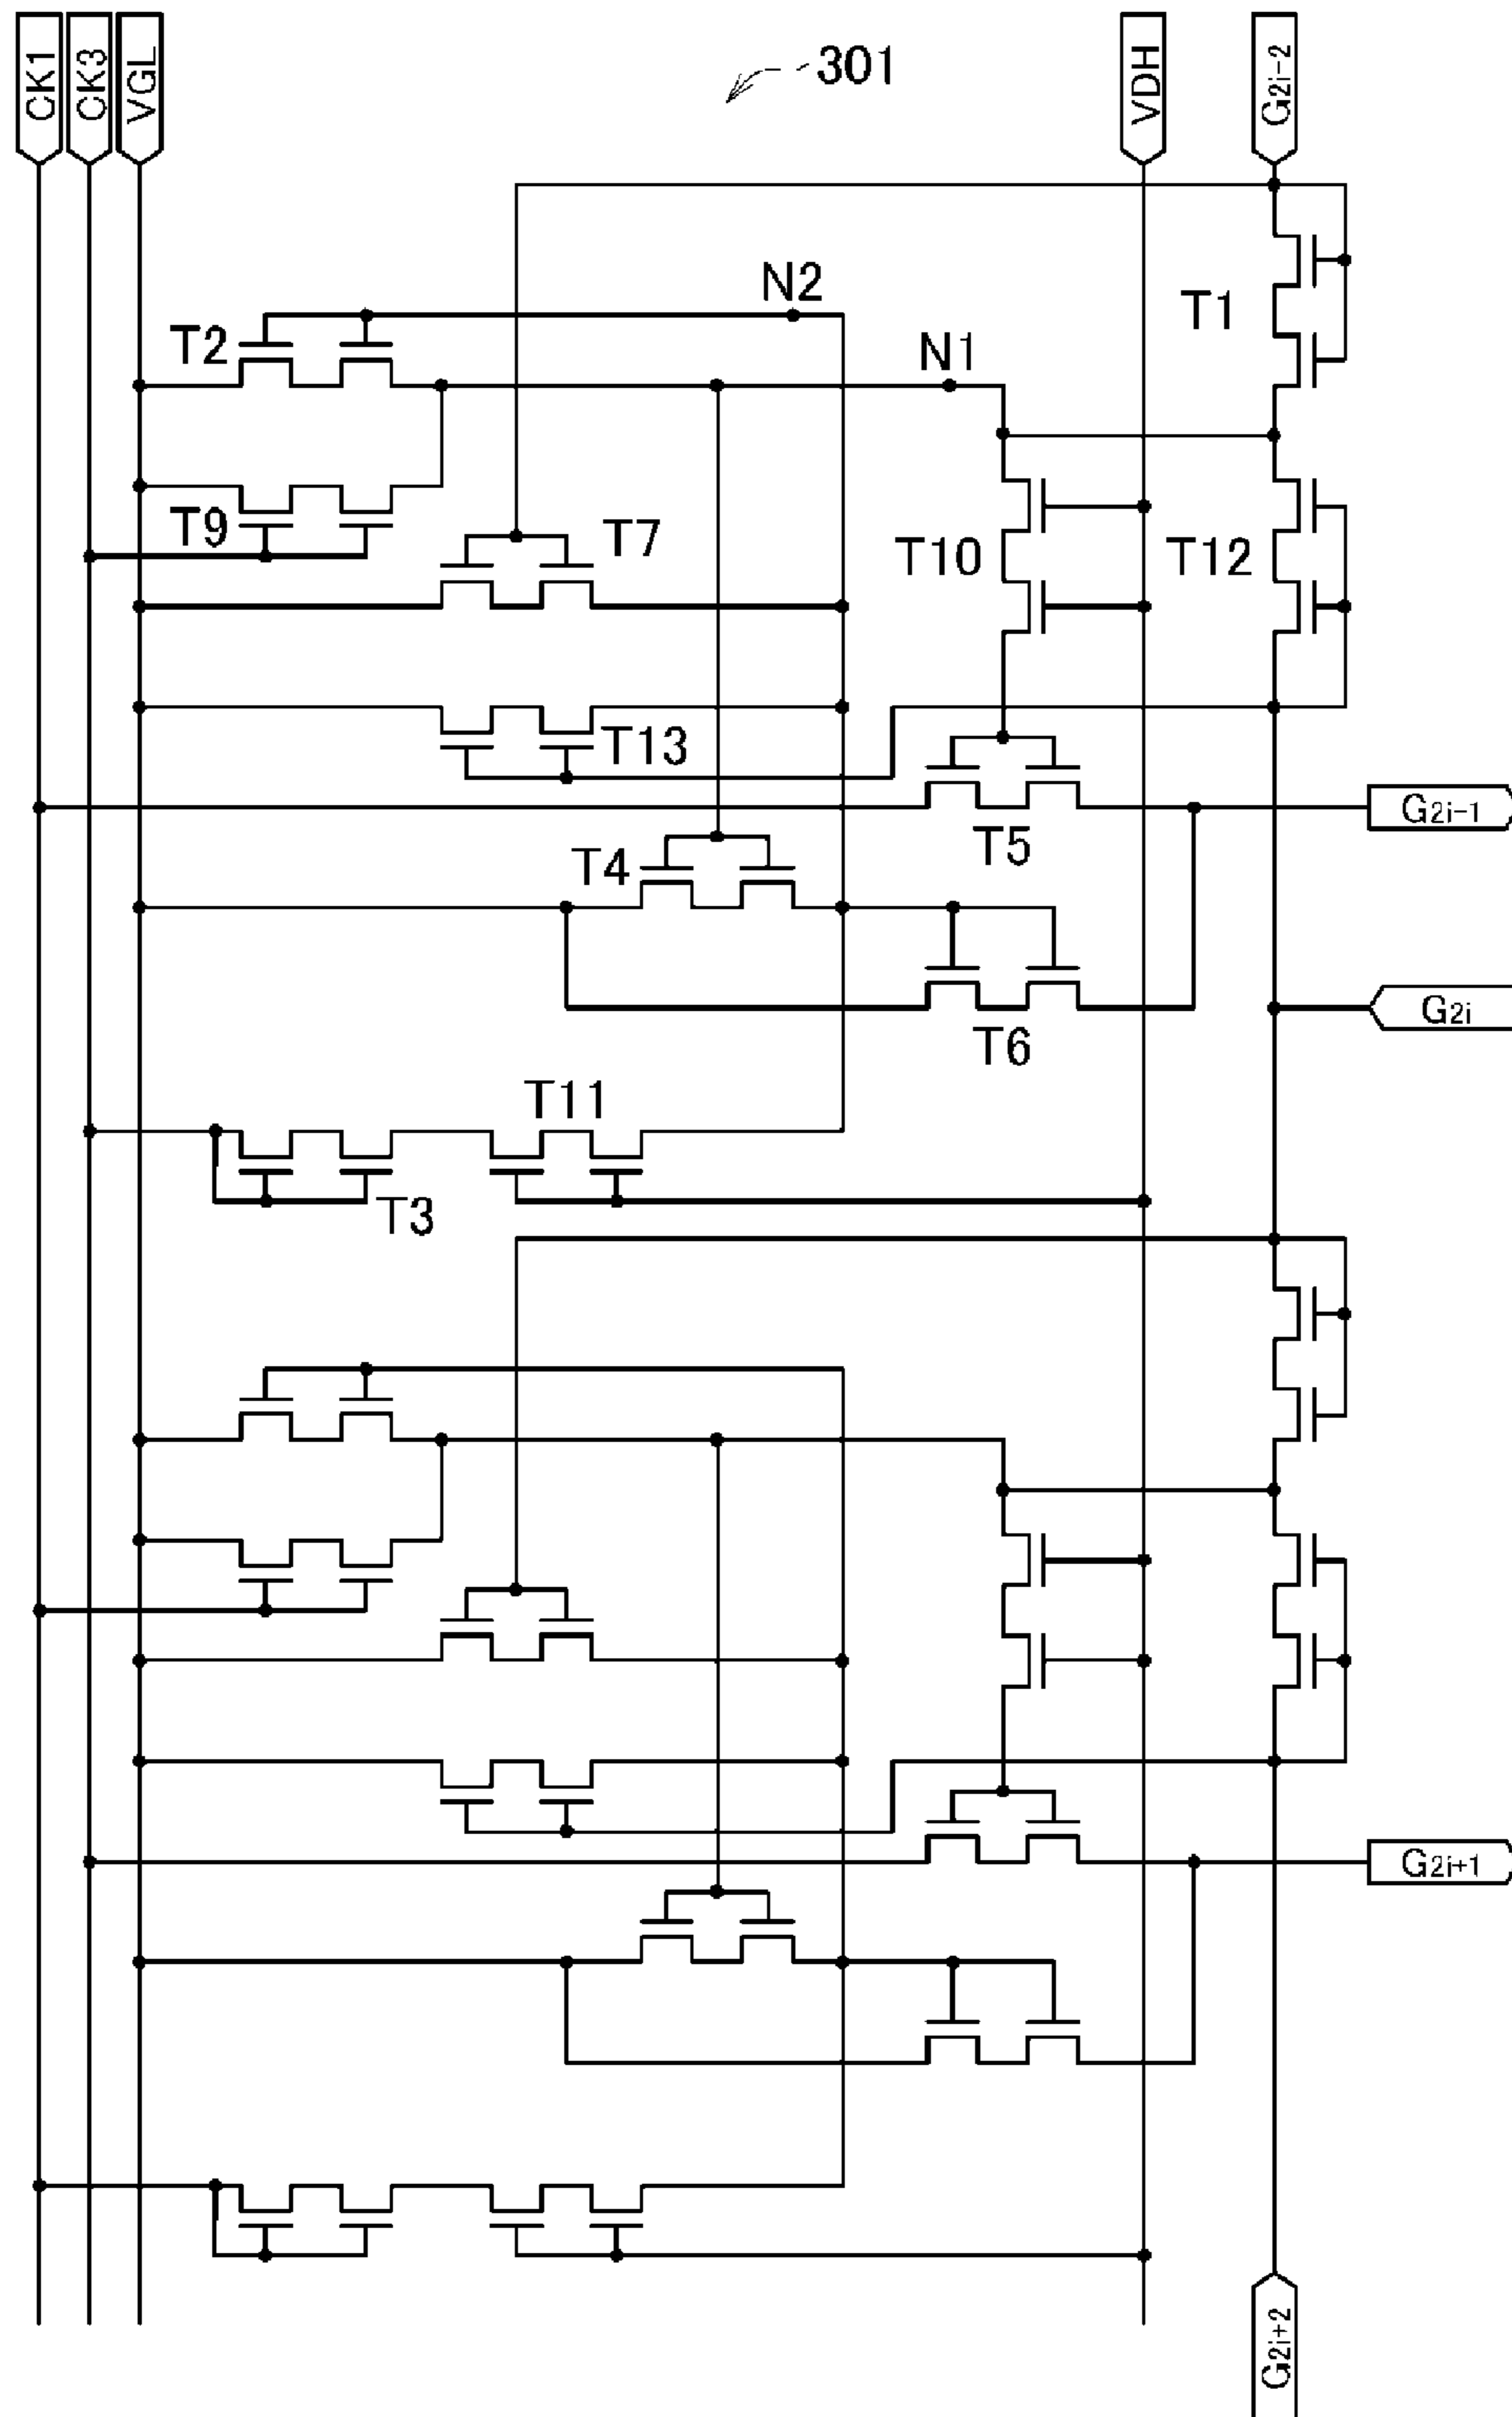 CK1
CK3
VGL
301
VDH
G2i-2
N2
T1
T2
N1
T9
T7
T10
T12
T13
G2i-1
T5
T4
G2i
T6
T11
T3
G2i+1
G2i+2